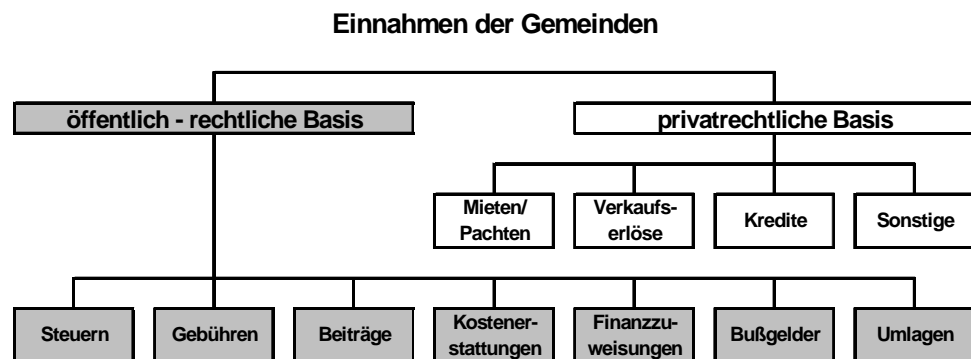 Einnahmen der Gemeinden
öffentlich - rechtliche Basis
privatrechtliche Basis
Mieten/
Pachten
Verkaufs-
erlöse
Kredite
Sonstige
Steuern
Gebühren
Beiträge
Kostener-
stattungen
Finanzzu-
weisungen
Bußgelder
Umlagen